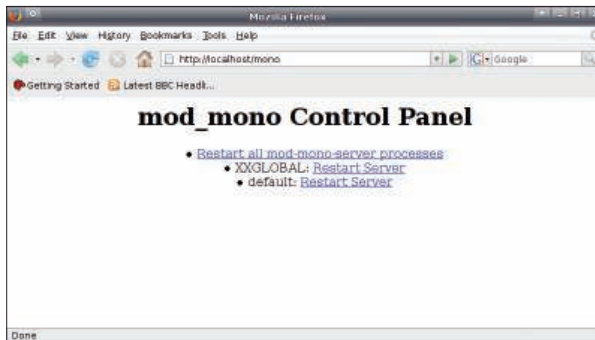 Mozilla Firefox
File Edit View History Bookmarks Tools Help
http://localhost/mono
Google
Getting Started Latest BBC Headl...
mod_mono Control Panel
• Restart all mod-mono-server processes
• XXGLOBAL: Restart Server
• default: Restart Server
Done